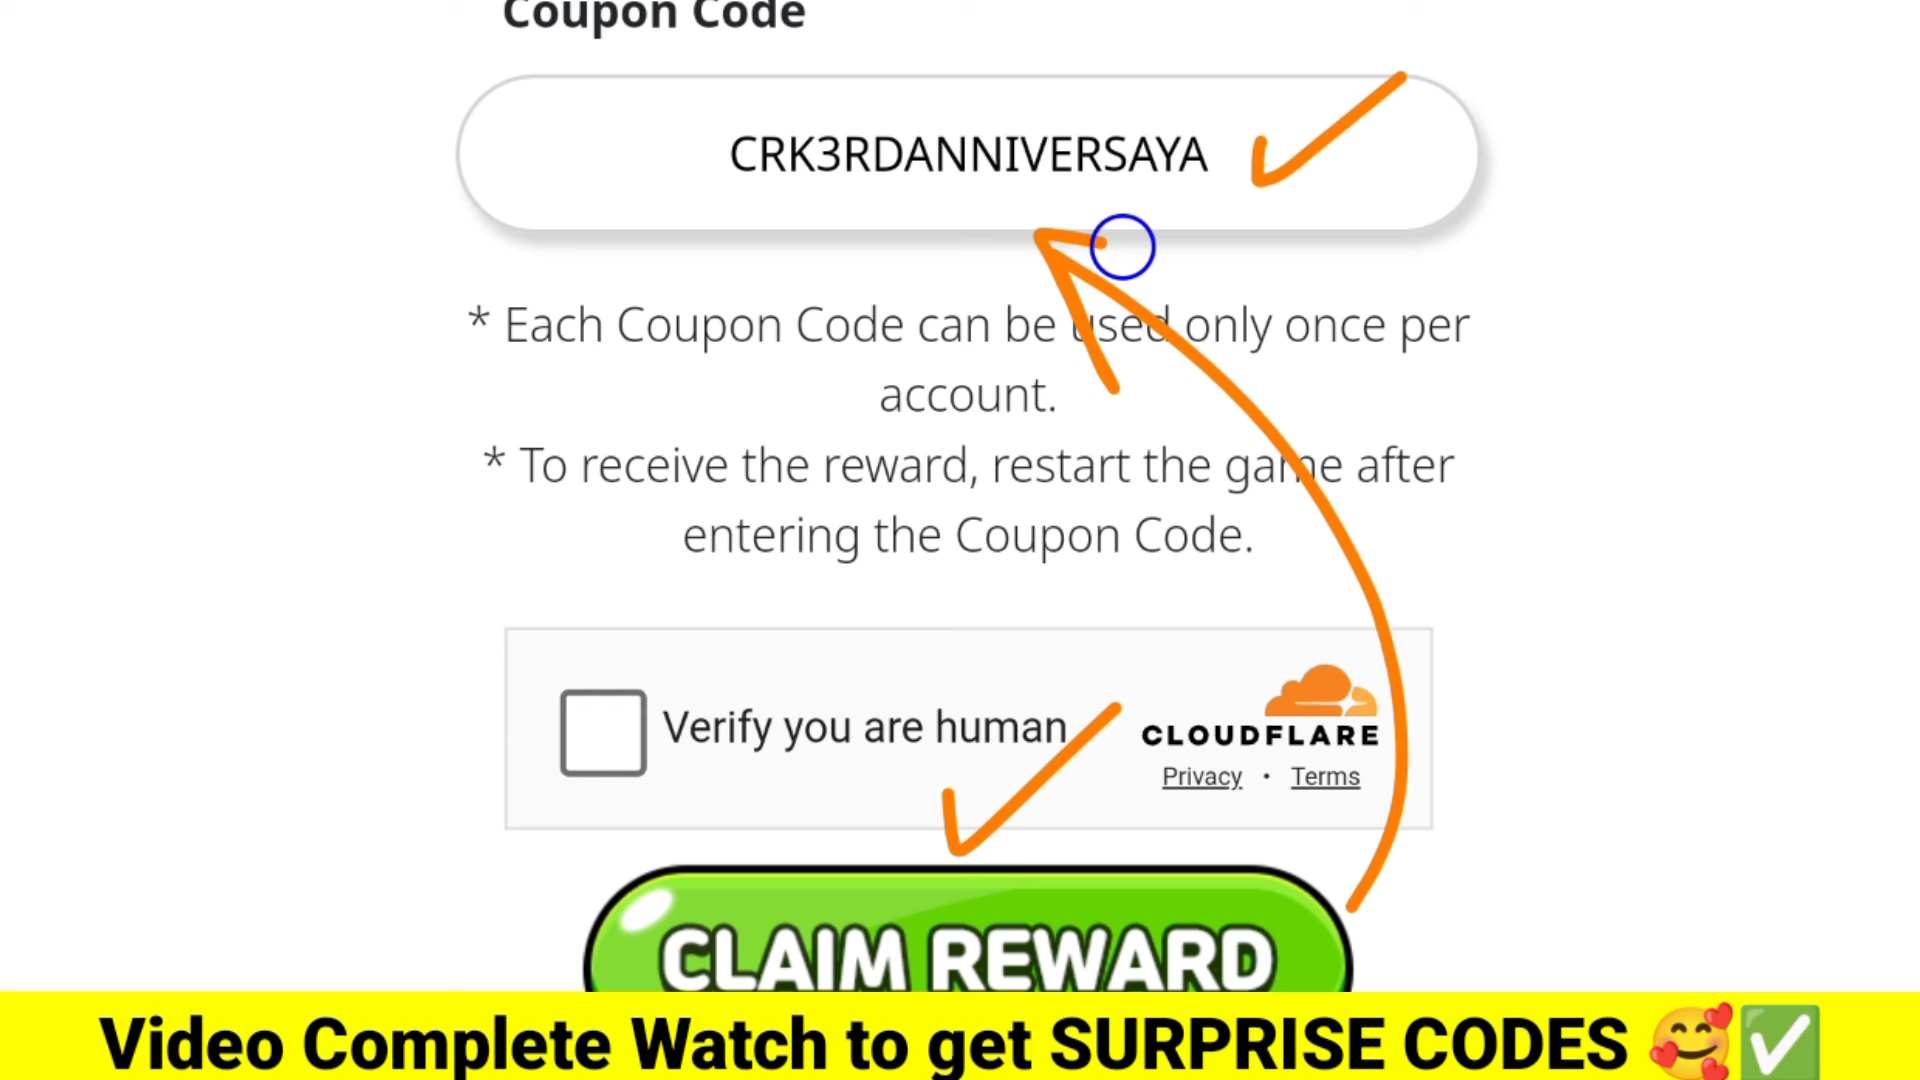 Coupon Code
CRK3RDANNIVERSAYA
* Each Coupon Code can be used only once per
account.
* To receive the reward, restart the game after
entering the Coupon Code.
Verify you are human
CLOUDFLARE
Privacy • Terms
CLAIM REWARD
Video Complete Watch to get SURPRISE CODES 🥰✅